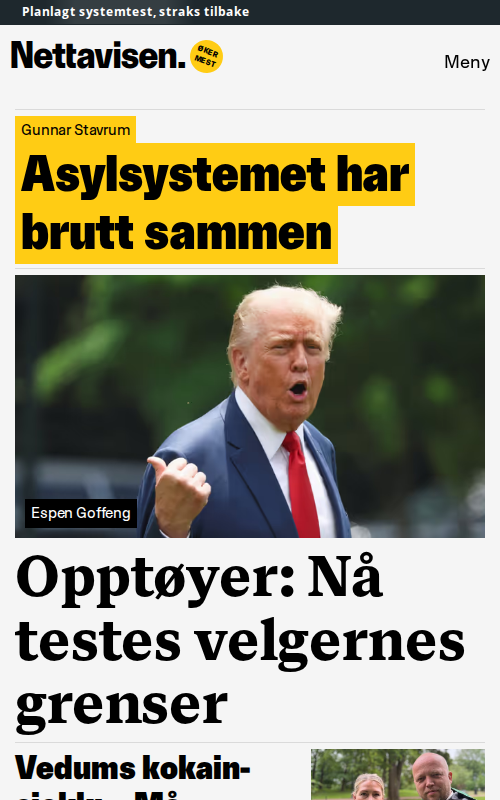 Planlagt systemtest, straks tilbake
Nettavisen.
ØKER
MEST
Meny
Gunnar Stavrum
Asylsystemet har
brutt sammen
Espen Goffeng
Opptøyer: Nå
testes velgernes
grenser
Vedums kokain-